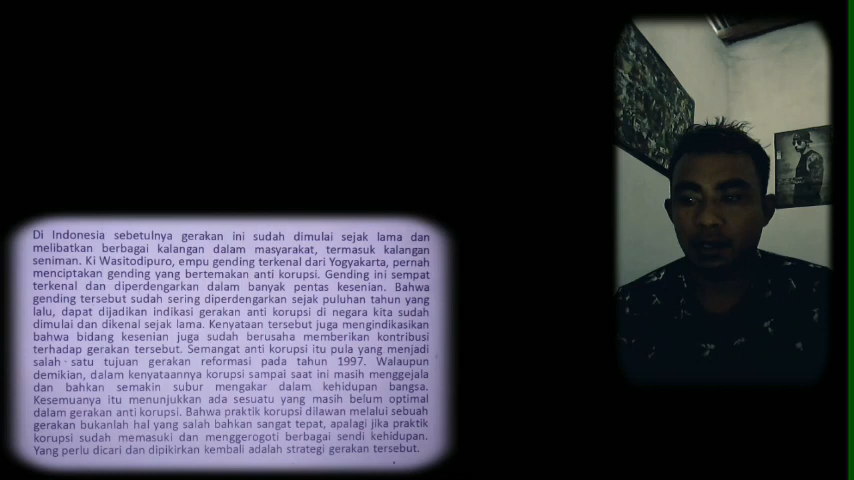 Di Indonesia sebetulnya gerakan ini sudah dimulai sejak lama dan
melibatkan berbagai kalangan dalam masyarakat, termasuk kalangan
seniman. Ki Wasitodipuro, empu gending terkenal dari Yogyakarta, pernah
menciptakan gending yang bertemakan anti korupsi. Gending ini sempat
terkenal dan diperdengarkan dalam banyak pentas kesenian. Bahwa
gending tersebut sudah sering diperdengarkan sejak puluhan tahun yang
lalu, dapat dijadikan indikasi gerakan anti korupsi di negara kita sudah
dimulai dan dikenal sejak lama. Kenyataan tersebut juga mengindikasikan
bahwa bidang kesenian juga sudah berusaha memberikan kontribusi
terhadap gerakan tersebut. Semangat anti korupsi itu pula yang menjadi
salah satu tujuan gerakan reformasi pada tahun 1997. Walaupun
demikian, dalam kenyataannya korupsi sampai saat ini masih menggejala
dan bahkan semakin subur mengakar dalam kehidupan bangsa.
Kesemuanya itu menunjukkan ada sesuatu yang masih belum optimal
dalam gerakan anti korupsi. Bahwa praktik korupsi dilawan melalui sebuah
gerakan bukanlah hal yang salah bahkan sangat tepat, apalagi jika praktik
korupsi sudah memasuki dan menggerogoti berbagai sendi kehidupan.
Yang perlu dicari dan dipikirkan kembali adalah strategi gerakan tersebut.